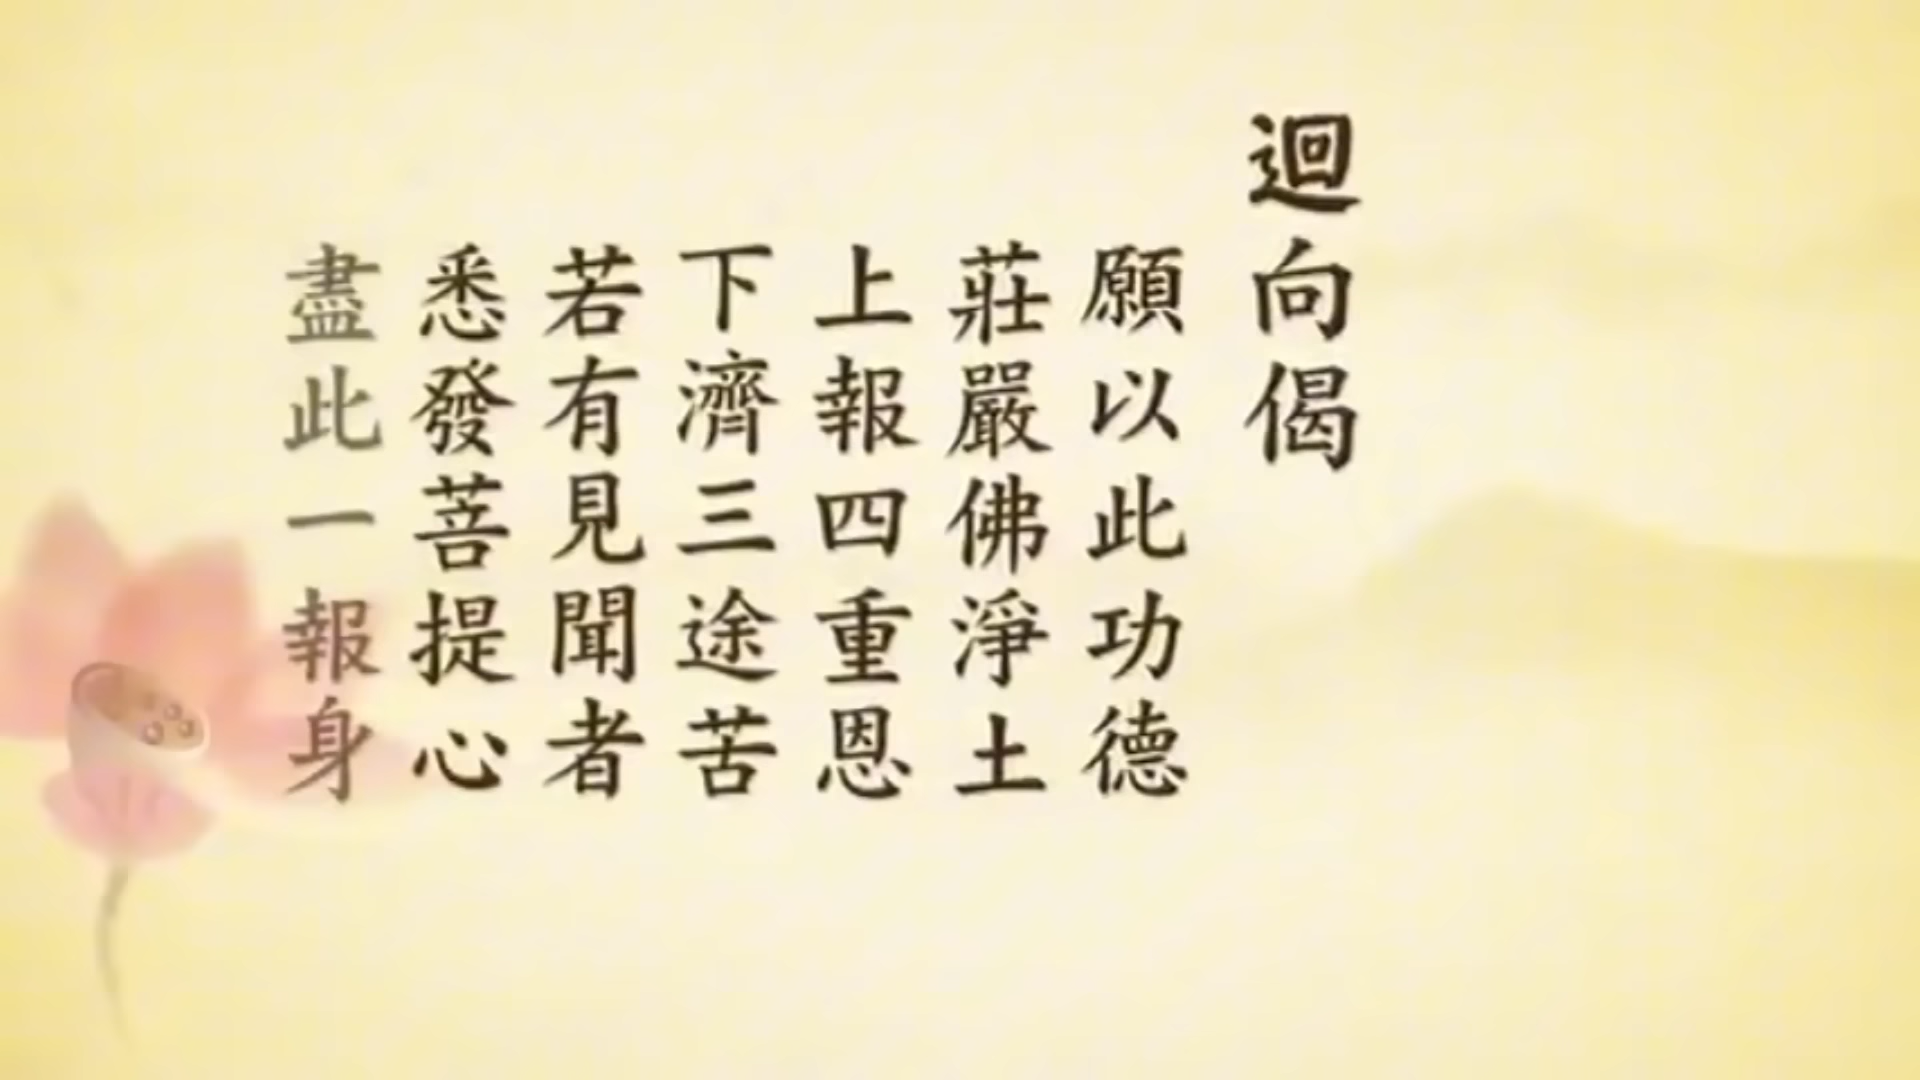 迴向偈
願以此功德
莊嚴佛淨土
上報四重恩
下濟三途苦
若有見聞者
悉發菩提心
盡此一報身